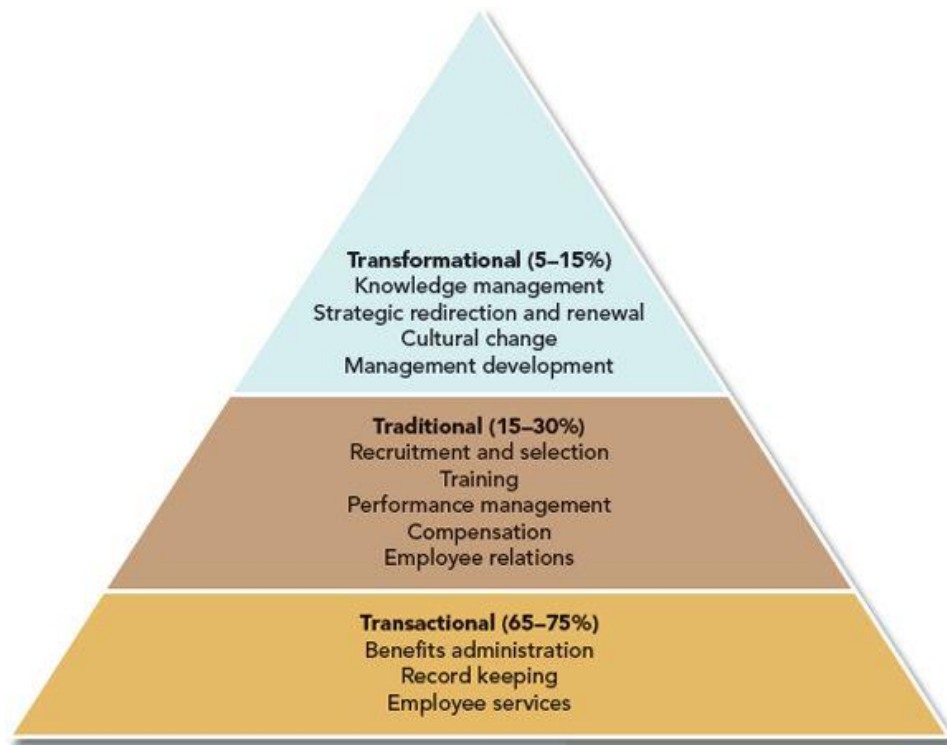 Transformational (5–15%)
Knowledge management
Strategic redirection and renewal
Cultural change
Management development
Traditional (15–30%)
Recruitment and selection
Training
Performance management
Compensation
Employee relations
Transactional (65–75%)
Benefits administration
Record keeping
Employee services